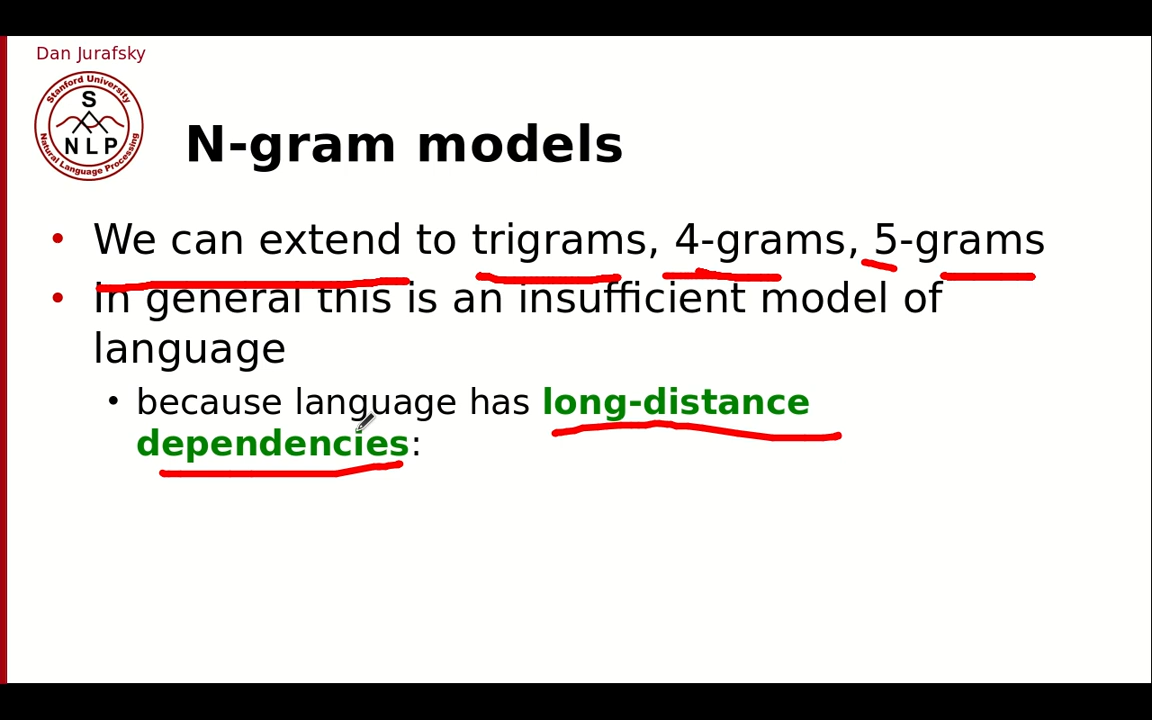 Dan Jurafsky
Stanford University
S
N L P
Natural Language Processing
N-gram models
• We can extend to trigrams, 4-grams, 5-grams
• In general this is an insufficient model of
language
• because language has long-distance
dependencies: